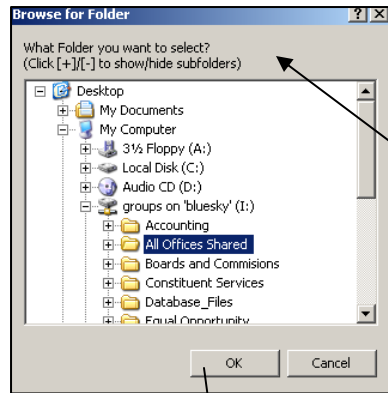 Browse for Folder
What Folder you want to select?
(Click [+]/[-] to show/hide subfolders)
Desktop
My Documents
My Computer
3½ Floppy (A:)
Local Disk (C:)
Audio CD (D:)
groups on 'bluesky' (I:)
Accounting
All Offices Shared
Boards and Commisions
Constituent Services
Database_Files
Equal Opportunity
OK Cancel